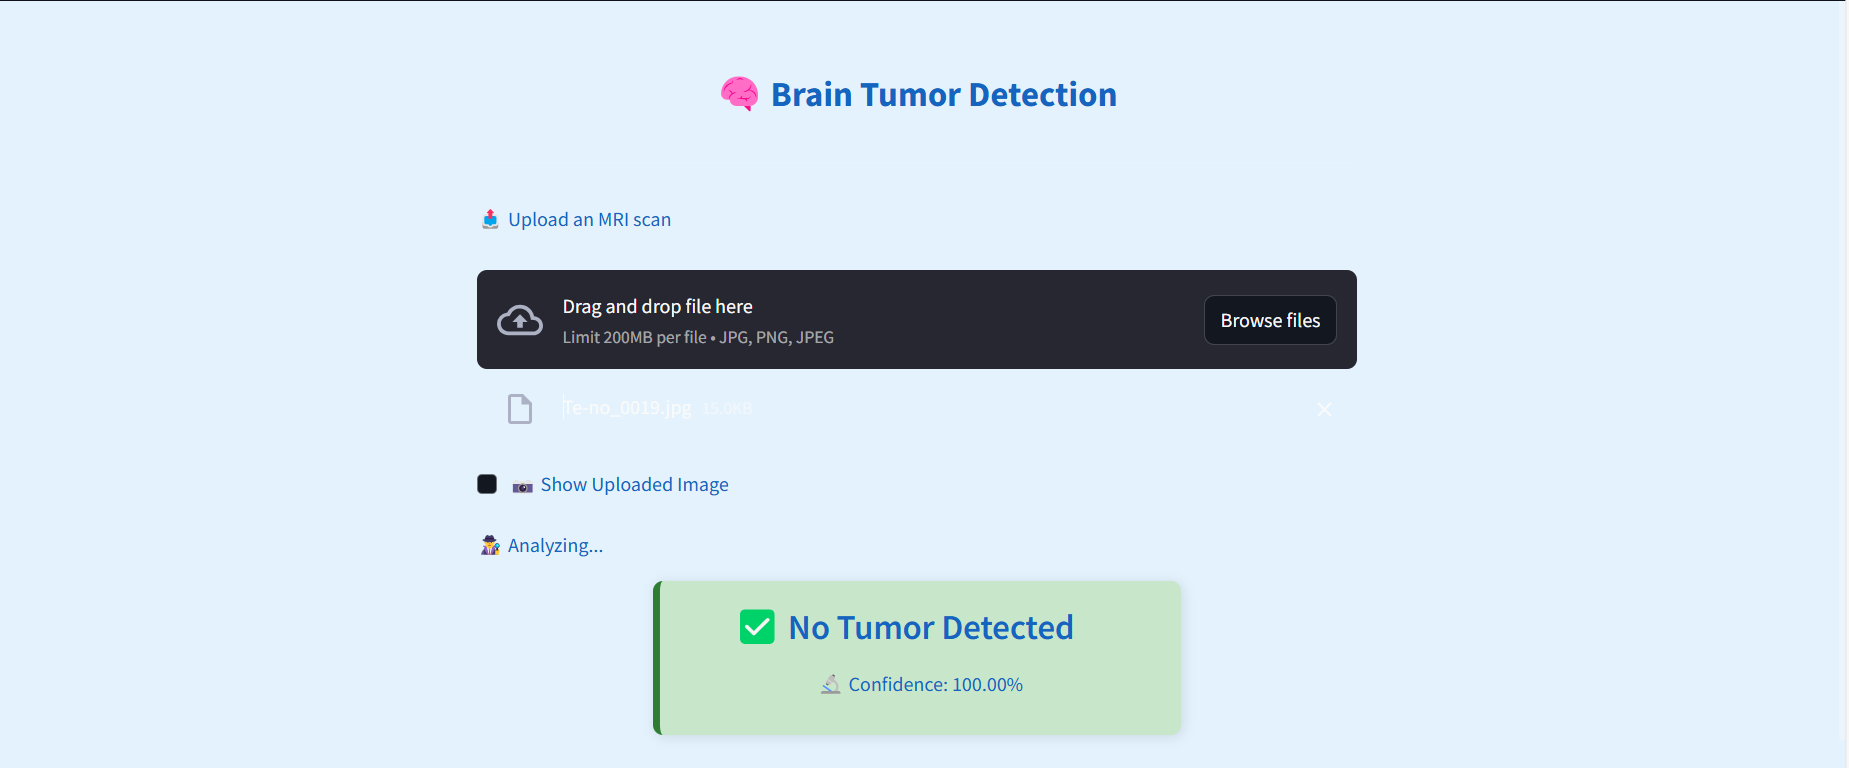 🧠 Brain Tumor Detection
📤 Upload an MRI scan
Drag and drop file here
Limit 200MB per file • JPG, PNG, JPEG
Browse files
Te-no_0019.jpg 15.0KB
📷 Show Uploaded Image
🕵️ Analyzing...
✅ No Tumor Detected
🔬 Confidence: 100.00%